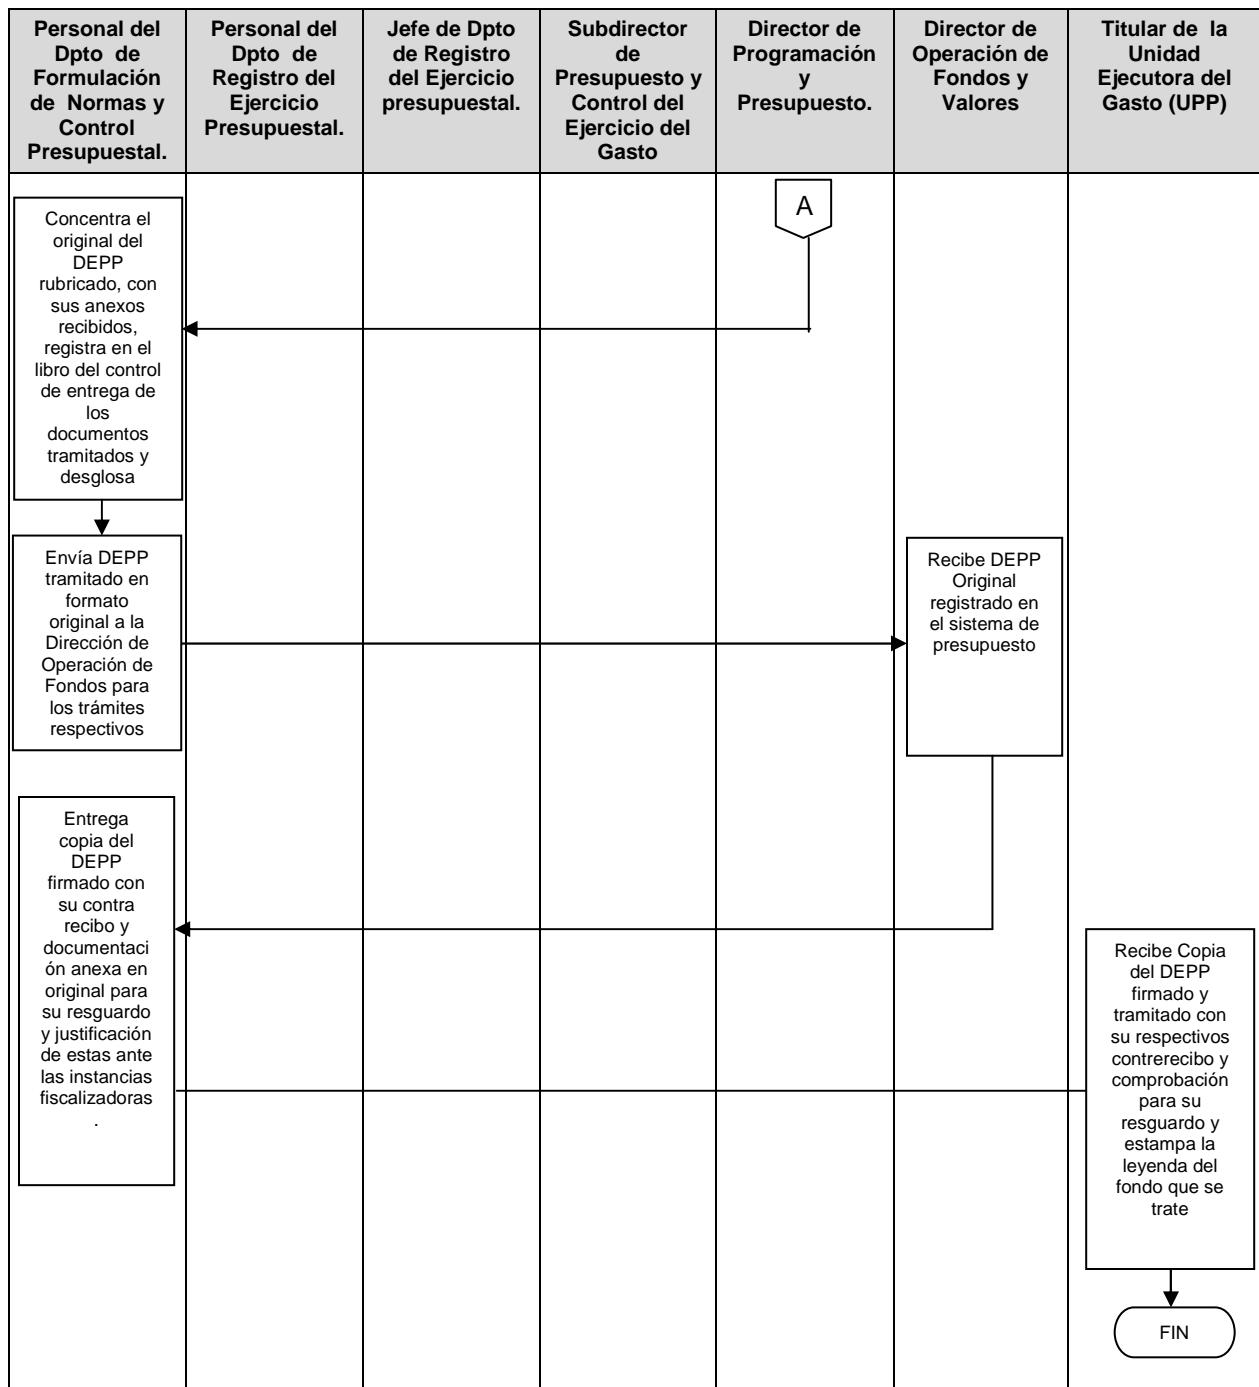 Personal del
Dpto de
Formulación
de Normas y
Control
Presupuestal.
Personal del
Dpto de
Registro del
Ejercicio
Presupuestal.
Jefe de Dpto
de Registro
del Ejercicio
presupuestal.
Subdirector
de
Presupuesto y
Control del
Ejercicio del
Gasto
Director de
Programación
y
Presupuesto.
Director de
Operación de
Fondos y
Valores
Titular de la
Unidad
Ejecutora del
Gasto (UPP)
A
Concentra el
original del
DEPP
rubricado, con
sus anexos
recibidos,
registra en el
libro del control
de entrega de
los
documentos
tramitados y
desglosa
Envía DEPP
tramitado en
formato
original a la
Dirección de
Operación de
Fondos para
los trámites
respectivos
Recibe DEPP
Original
registrado en
el sistema de
presupuesto
Entrega
copia del
DEPP
firmado con
su contra
recibo y
documentaci
ón anexa en
original para
su resguardo
y justificación
de estas ante
las instancias
fiscalizadoras
.
Recibe Copia
del DEPP
firmado y
tramitado con
su respectivos
contrerecibo y
comprobación
para su
resguardo y
estampa la
leyenda del
fondo que se
trate
FIN